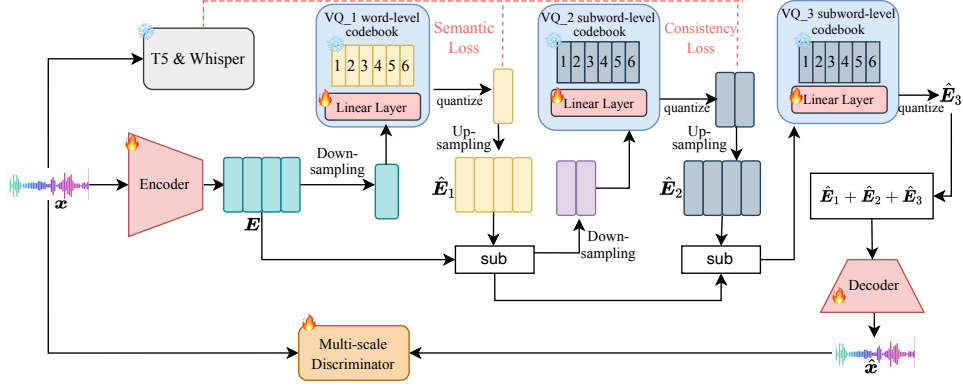 T5 & Whisper
VQ_1 word-level
codebook
1 2 3 4 5 6
Linear Layer
Semantic
Loss
quantize
VQ_2 subword-level
codebook
1 2 3 4 5 6
Linear Layer
Consistency
Loss
quantize
VQ_3 subword-level
codebook
1 2 3 4 5 6
Linear Layer
quantize
Ê₃
Encoder
x
E
Down-
sampling
Up-
sampling
Ê₁
sub
Down-
sampling
Up-
sampling
Ê₂
sub
Ê₁ + Ê₂ + Ê₃
Decoder
x̂
Multi-scale
Discriminator